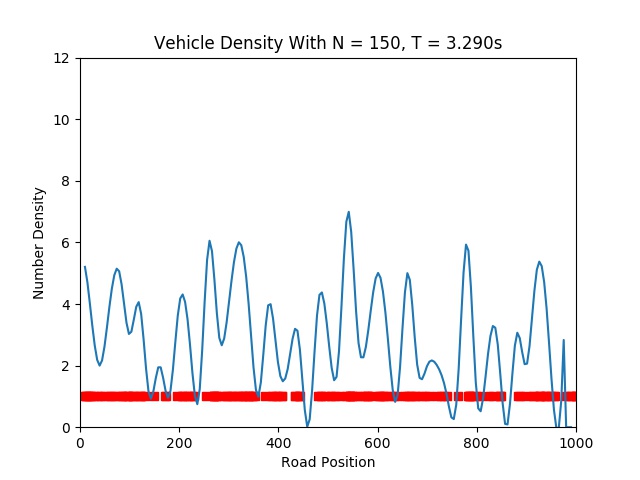 Vehicle Density With N = 150, T = 3.290s
12
10
8
6
4
2
0
Number Density
0 200 400 600 800 1000
Road Position